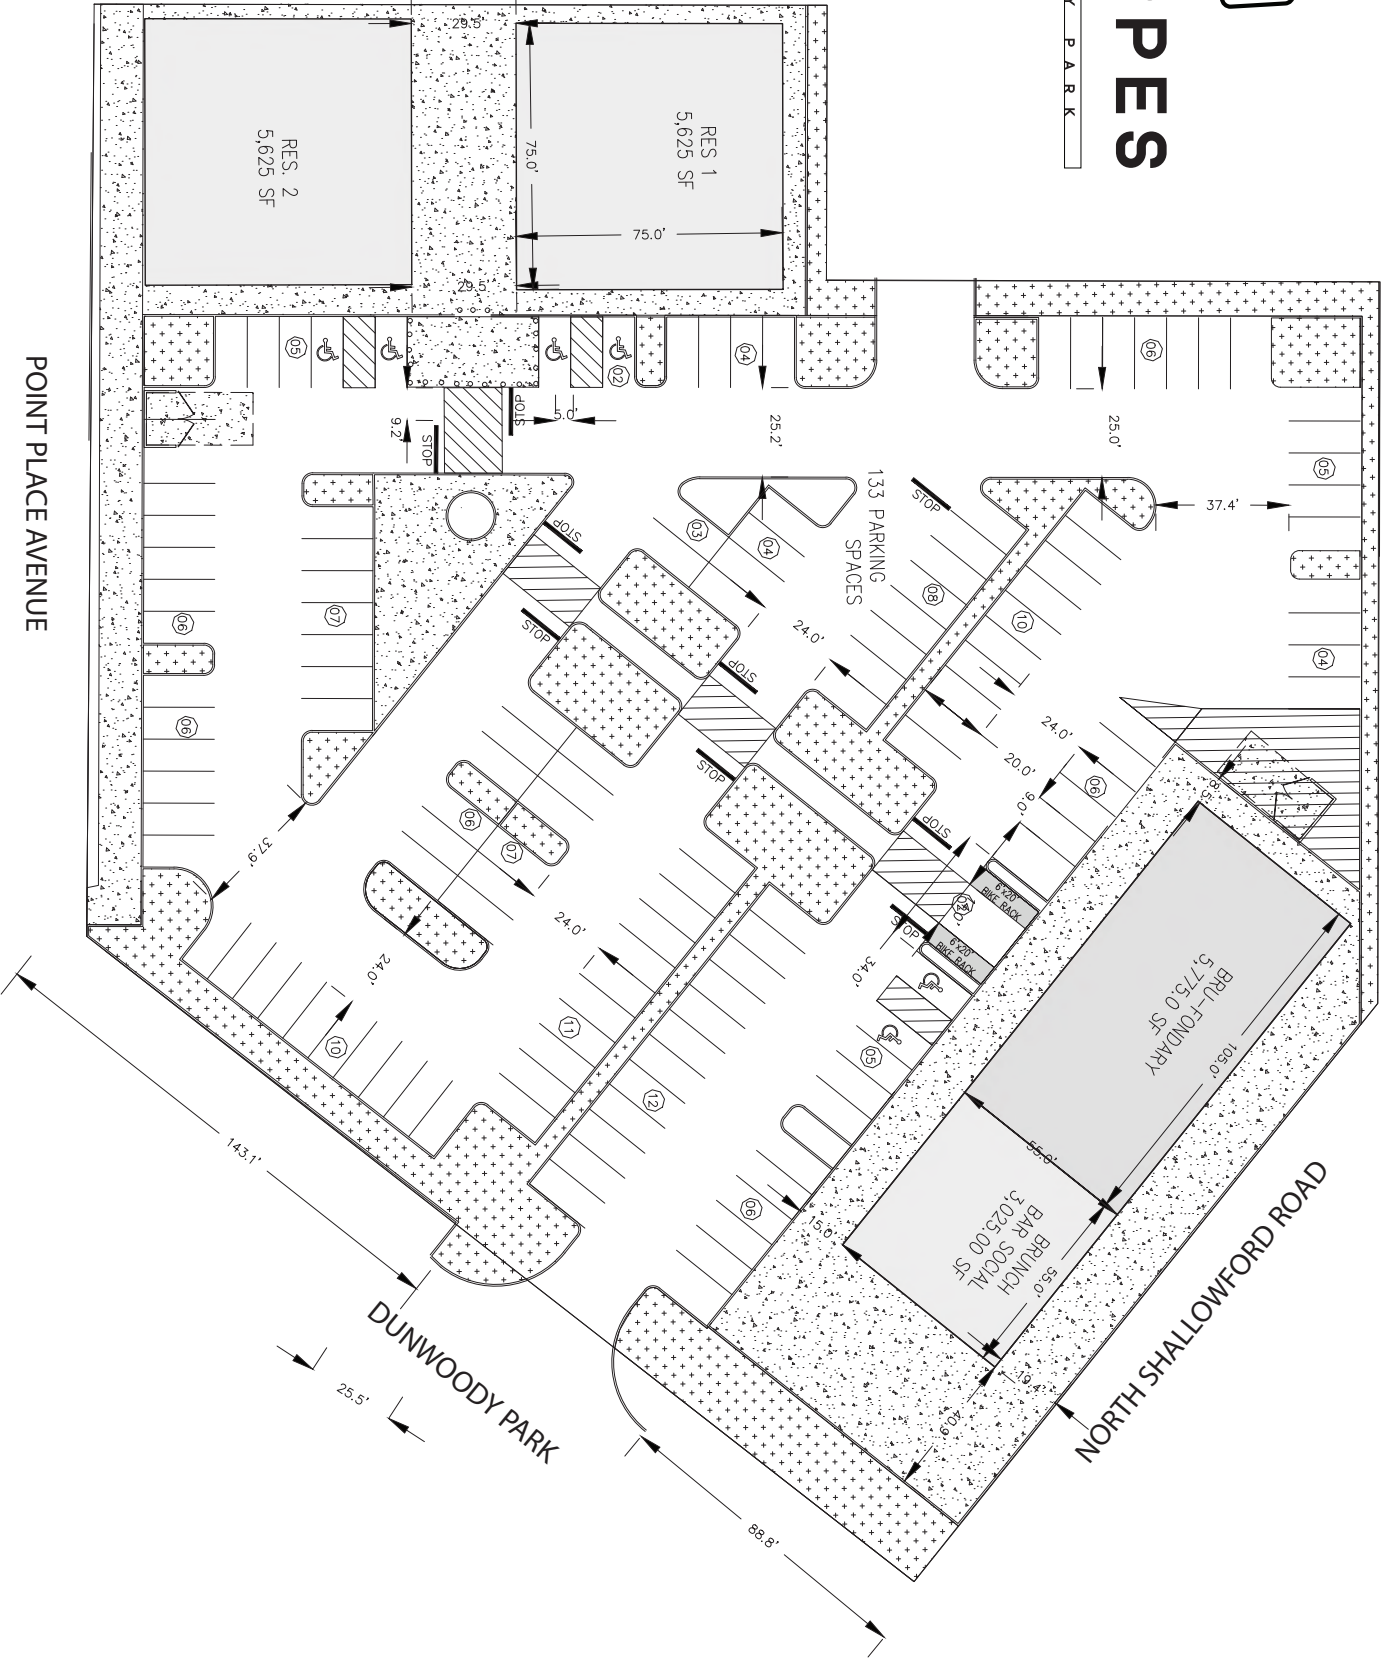 PES
Y PARK
29.5'
RES 1
5,625 SF
75.0'
75.0'
RES. 2
5,625 SF
29.5'
05
02
04
06
STOP
5.0'
9.2'
STOP
25.2'
25.0'
05
37.4'
04
133 PARKING
SPACES
STOP
03
04
08
10
STOP
STOP
24.0'
STOP
07
06
06
24.0'
20.0'
9.0'
06
8.5'
STOP
STOP
6'x20'
BIKE RACK
6'x20'
BIKE RACK
STOP
34.0'
37.9'
06
07
24.0'
24.0'
11
12
05
10
06
15.0'
BRU-FONDARY
5,775.0 SF
105.0'
55.0'
BRUNCH
BAR SOCIAL
3,025.00 SF
55.0'
19.4'
40.9'
143.1'
25.5'
88.8'
POINT PLACE AVENUE
DUNWOODY PARK
NORTH SHALLOWFORD ROAD